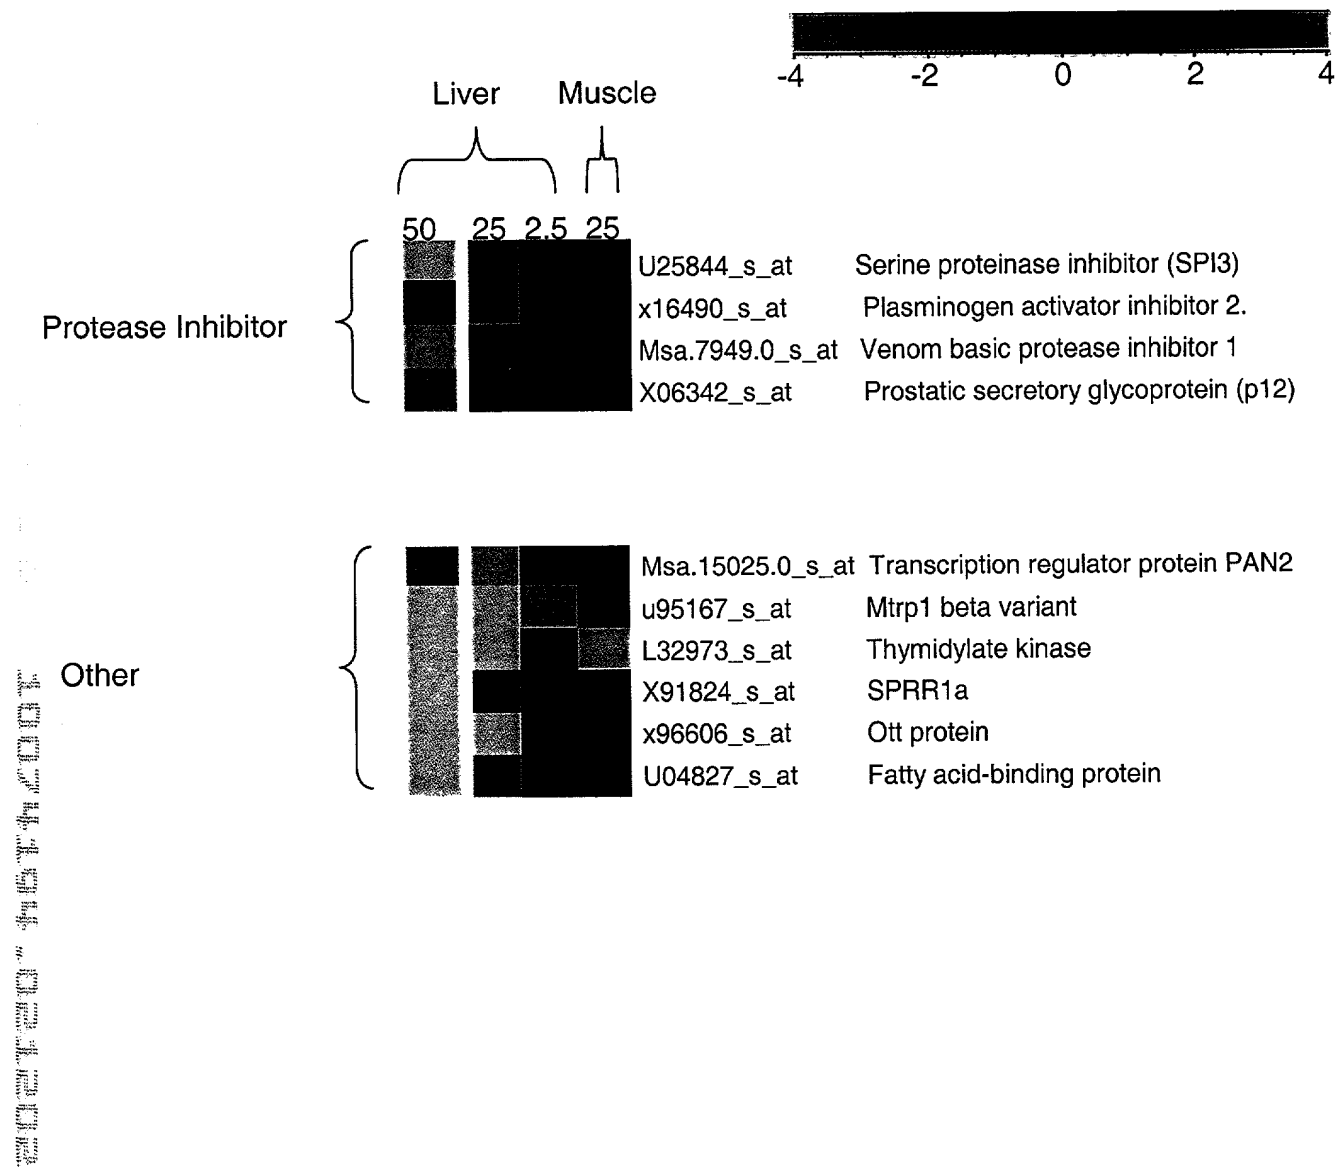 -4 -2 0 2 4
Liver Muscle
50 25 2.5 25
Protease Inhibitor
U25844_s_at Serine proteinase inhibitor (SPI3)
x16490_s_at Plasminogen activator inhibitor 2.
Msa.7949.0_s_at Venom basic protease inhibitor 1
X06342_s_at Prostatic secretory glycoprotein (p12)
Other
Msa.15025.0_s_at Transcription regulator protein PAN2
u95167_s_at Mtrp1 beta variant
L32973_s_at Thymidylate kinase
X91824_s_at SPRR1a
x96606_s_at Ott protein
U04827_s_at Fatty acid-binding protein
10074194.021202